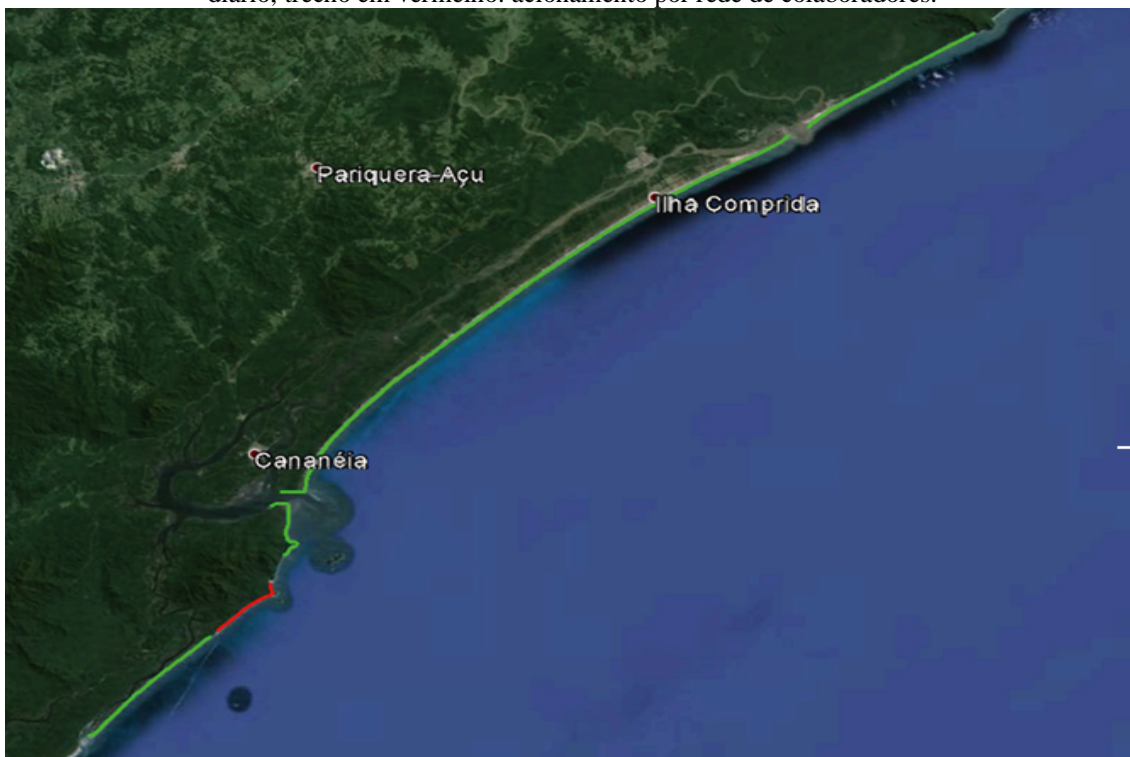 diário; trecho em vermelho: acionamento por rede de colaboradores.
Pariquera-Açu
Ilha Comprida
Cananéia